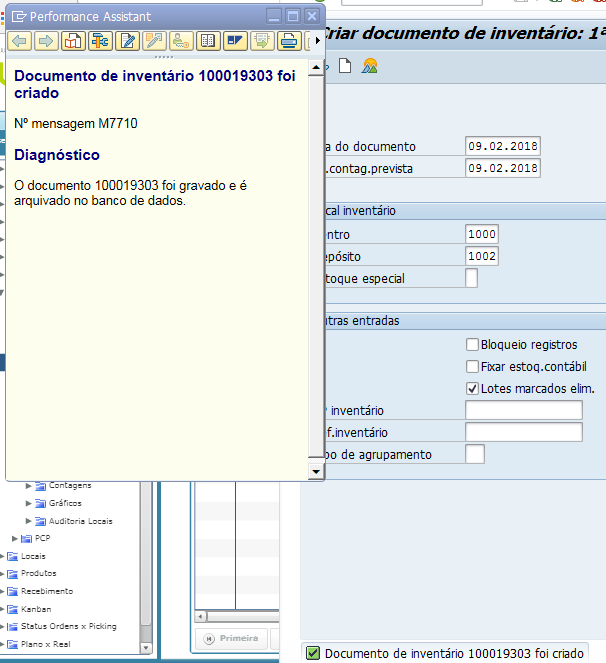 Performance Assistant
Documento de inventário 100019303 foi
criado
Nº mensagem M7710
Diagnóstico
O documento 100019303 foi gravado e é
arquivado no banco de dados.
riar documento de inventário: 1ª
do documento
09.02.2018
.contag.prevista
09.02.2018
cal inventário
ntro
1000
epósito
1002
toque especial
tras entradas
Bloqueio registros
Fixar estoq.contábil
Lotes marcados elim.
inventário
f.inventário
po de agrupamento
Contagens
Gráficos
Auditoria Locais
PCP
Locais
Produtos
Recebimento
Kanban
Status Ordens x Picking
Plano x Real
Primeira
Documento de inventário 100019303 foi criado